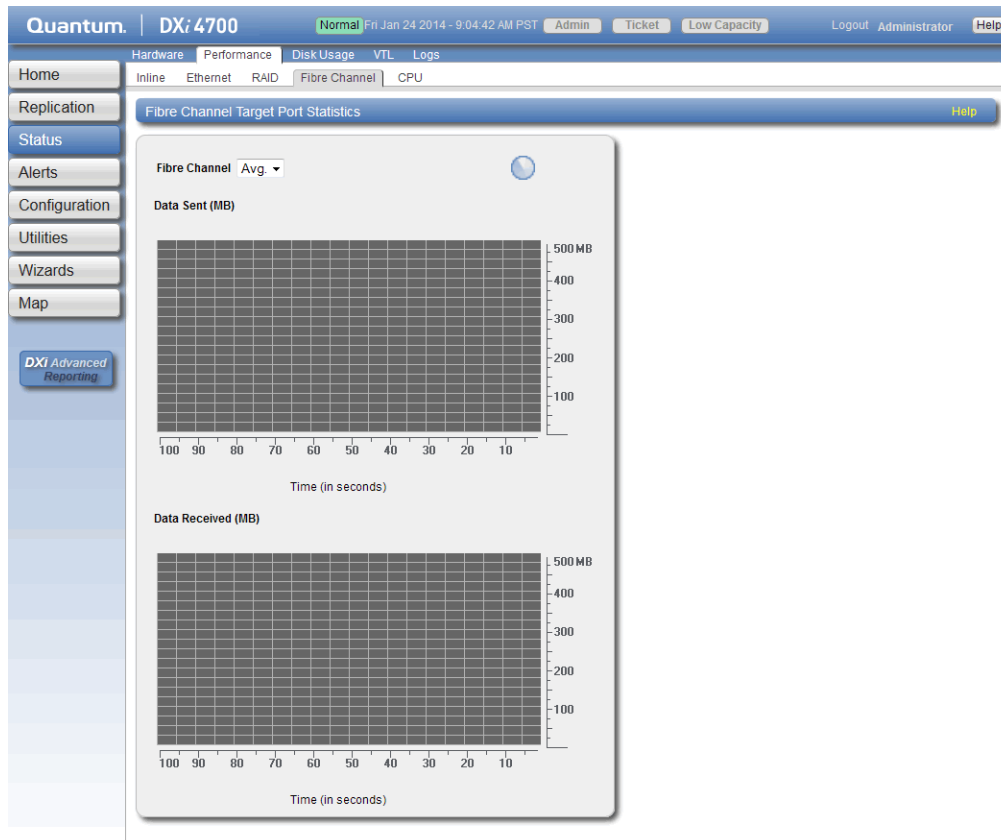 Quantum. DXi4700 Normal Fri Jan 24 2014 - 9:04:42 AM PST Admin Ticket Low Capacity Logout Administrator Help
Hardware Performance Disk Usage VTL Logs
Inline Ethernet RAID Fibre Channel CPU
Home
Replication
Status
Alerts
Configuration
Utilities
Wizards
Map
DXi Advanced
Reporting
Fibre Channel Target Port Statistics Help
Fibre Channel Avg.
Data Sent (MB)
500 MB
400
300
200
100
100 90 80 70 60 50 40 30 20 10
Time (in seconds)
Data Received (MB)
500 MB
400
300
200
100
100 90 80 70 60 50 40 30 20 10
Time (in seconds)